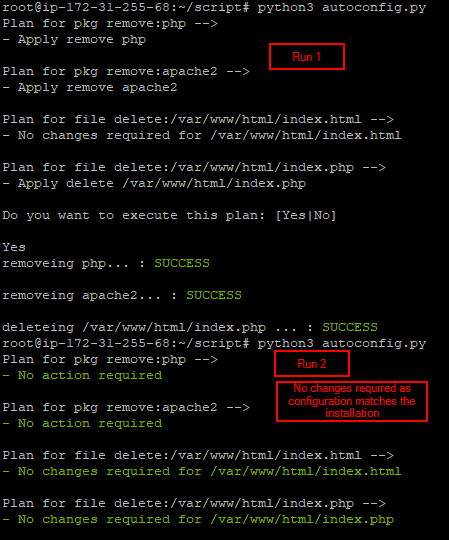 root@ip-172-31-255-68:~/script# python3 autoconfig.py
Plan for pkg remove:php -->
- Apply remove php
Run 1
Plan for pkg remove:apache2 -->
- Apply remove apache2
Plan for file delete:/var/www/html/index.html -->
- No changes required for /var/www/html/index.html
Plan for file delete:/var/www/html/index.php -->
- Apply delete /var/www/html/index.php
Do you want to execute this plan: [Yes|No]
Yes
removeing php... : SUCCESS
removeing apache2... : SUCCESS
deleteing /var/www/html/index.php ... : SUCCESS
root@ip-172-31-255-68:~/script# python3 autoconfig.py
Plan for pkg remove:php -->
Run 2
- No action required
No changes required as
configuration matches the
installation
Plan for pkg remove:apache2 -->
- No action required
Plan for file delete:/var/www/html/index.html -->
- No changes required for /var/www/html/index.html
Plan for file delete:/var/www/html/index.php -->
- No changes required for /var/www/html/index.php